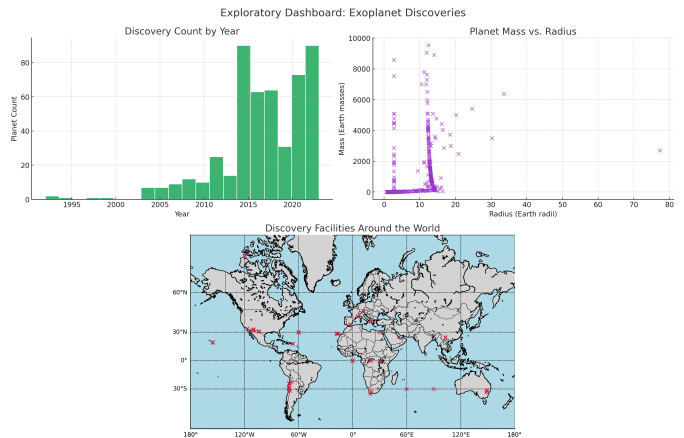 Exploratory Dashboard: Exoplanet Discoveries
Discovery Count by Year
Planet Count
80
60
40
20
0
1995 2000 2005 2010 2015 2020
Year
Planet Mass vs. Radius
Mass (Earth masses)
10000
8000
6000
4000
2000
0
0 10 20 30 40 50 60 70 80
Radius (Earth radii)
Discovery Facilities Around the World
60°N
30°N
0°
30°S
180° 120°W 60°W 0° 60°E 120°E 180°